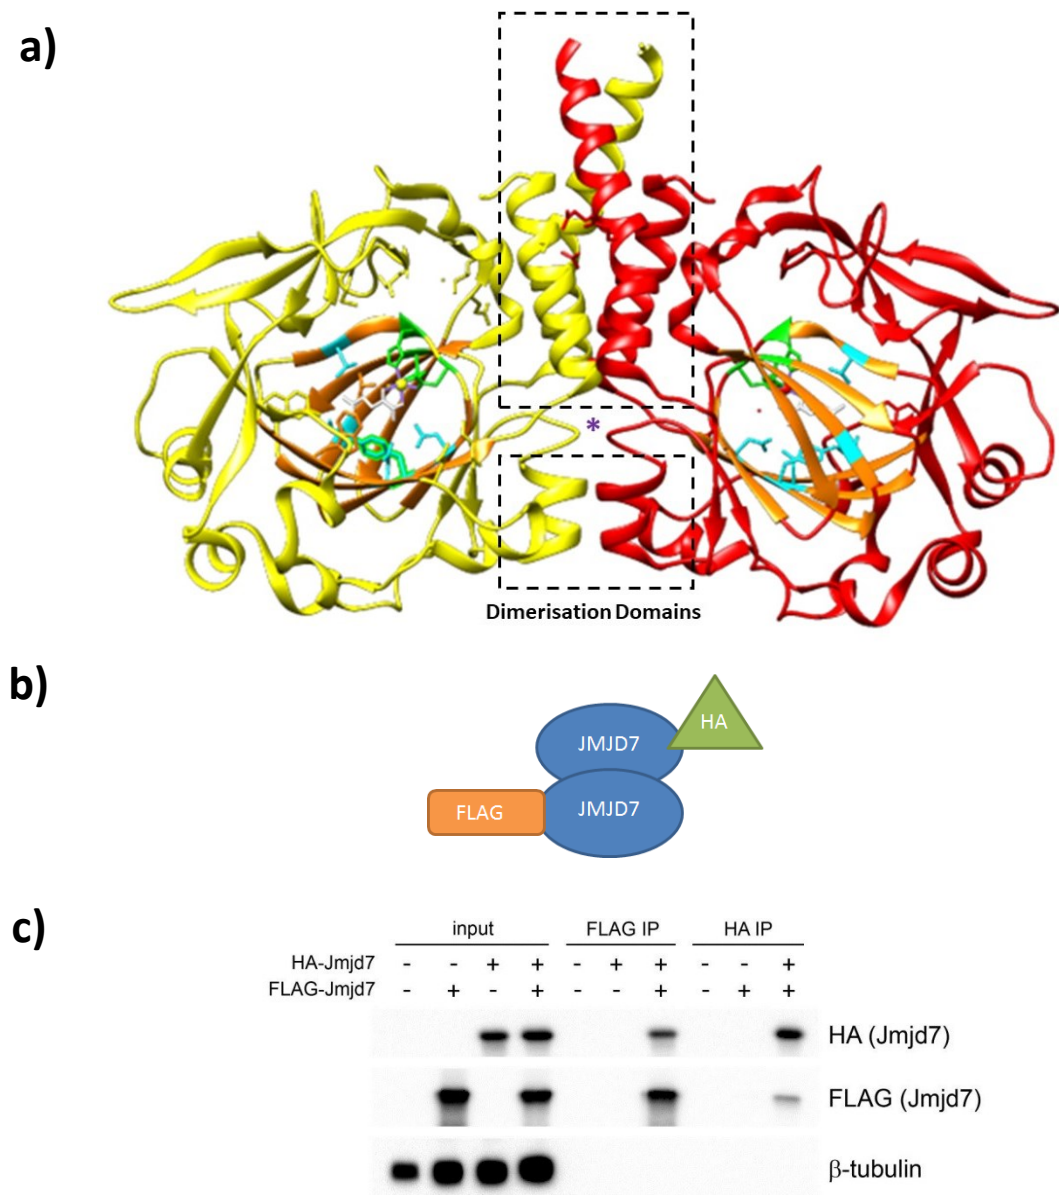 a)
*
Dimerisation Domains
b)
HA
JMJD7
FLAG
JMJD7
c)
input FLAG IP HA IP
HA-Jmjd7 - - + + - + + - - +
FLAG-Jmjd7 - + - + - - + - + +
HA (Jmjd7)
FLAG (Jmjd7)
β-tubulin